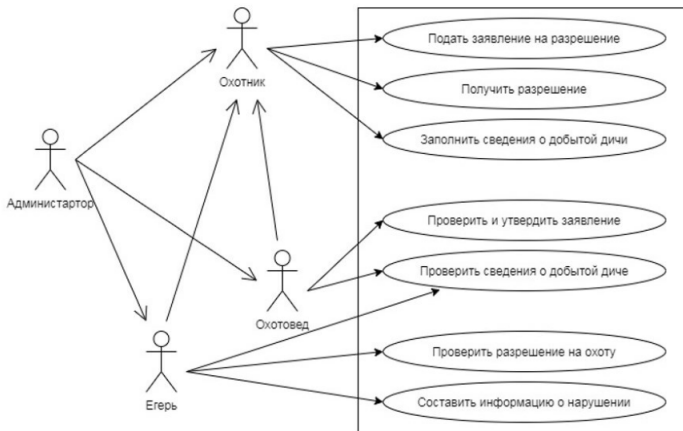 Подать заявление на разрешение
Охотник
Получить разрешение
Заполнить сведения о добытой дичи
Администартор
Проверить и утвердить заявление
Проверить сведения о добытой диче
Охотовед
Проверить разрешение на охоту
Егерь
Составить информацию о нарушении